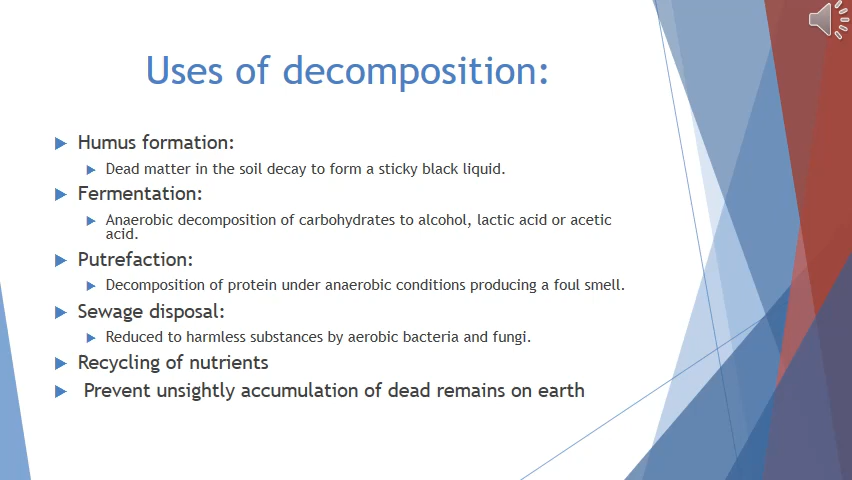 Uses of decomposition:
Humus formation:
Dead matter in the soil decay to form a sticky black liquid.
Fermentation:
Anaerobic decomposition of carbohydrates to alcohol, lactic acid or acetic
acid.
Putrefaction:
Decomposition of protein under anaerobic conditions producing a foul smell.
Sewage disposal:
Reduced to harmless substances by aerobic bacteria and fungi.
Recycling of nutrients
Prevent unsightly accumulation of dead remains on earth